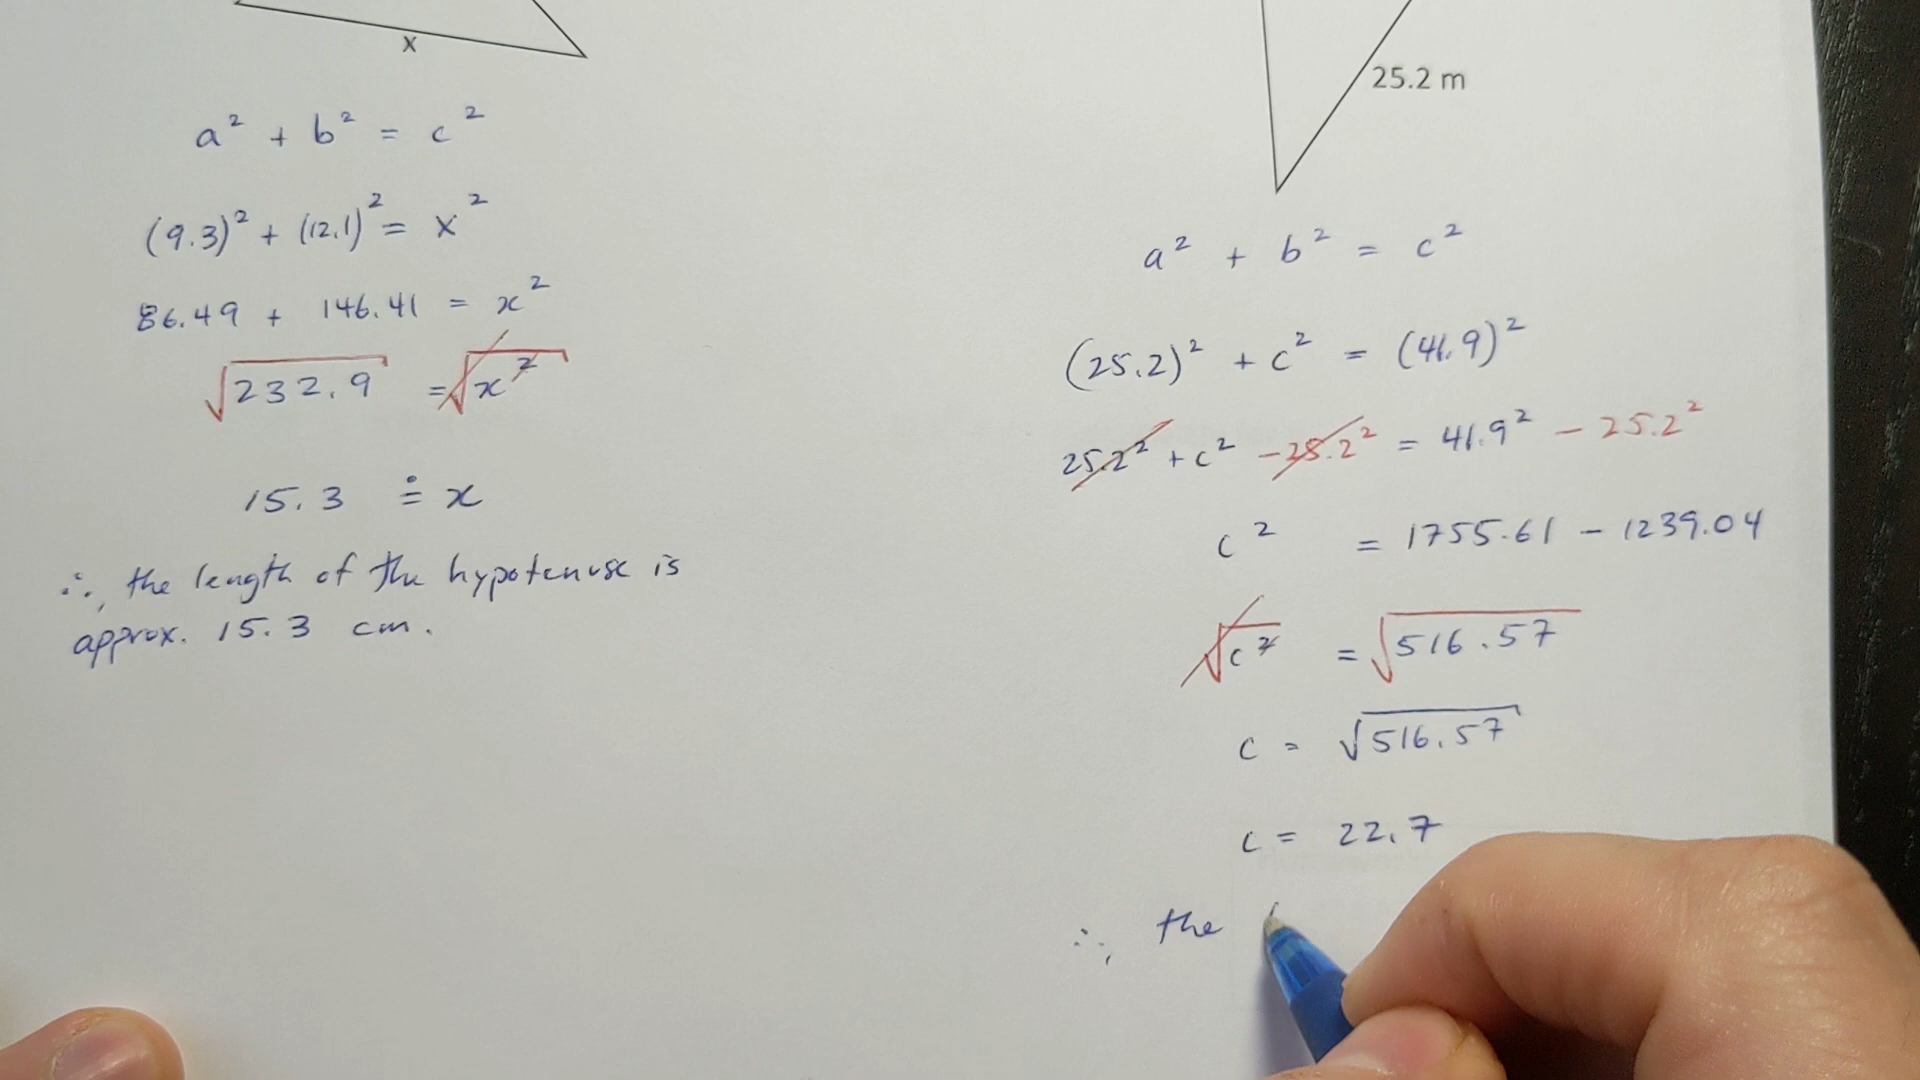 x
a² + b² = c²
(9.3)² + (12.1)² = x²
86.49 + 146.41 = x²
√232.9 = √x²
15.3 ≐ x
∴, the length of the hypotenuse is
approx. 15.3 cm.
25.2 m
a² + b² = c²
(25.2)² + c² = (41.9)²
25.2² + c² - 25.2² = 41.9² - 25.2²
c² = 1755.61 - 1239.04
√c² = √516.57
c = √516.57
c = 22.7
∴, the